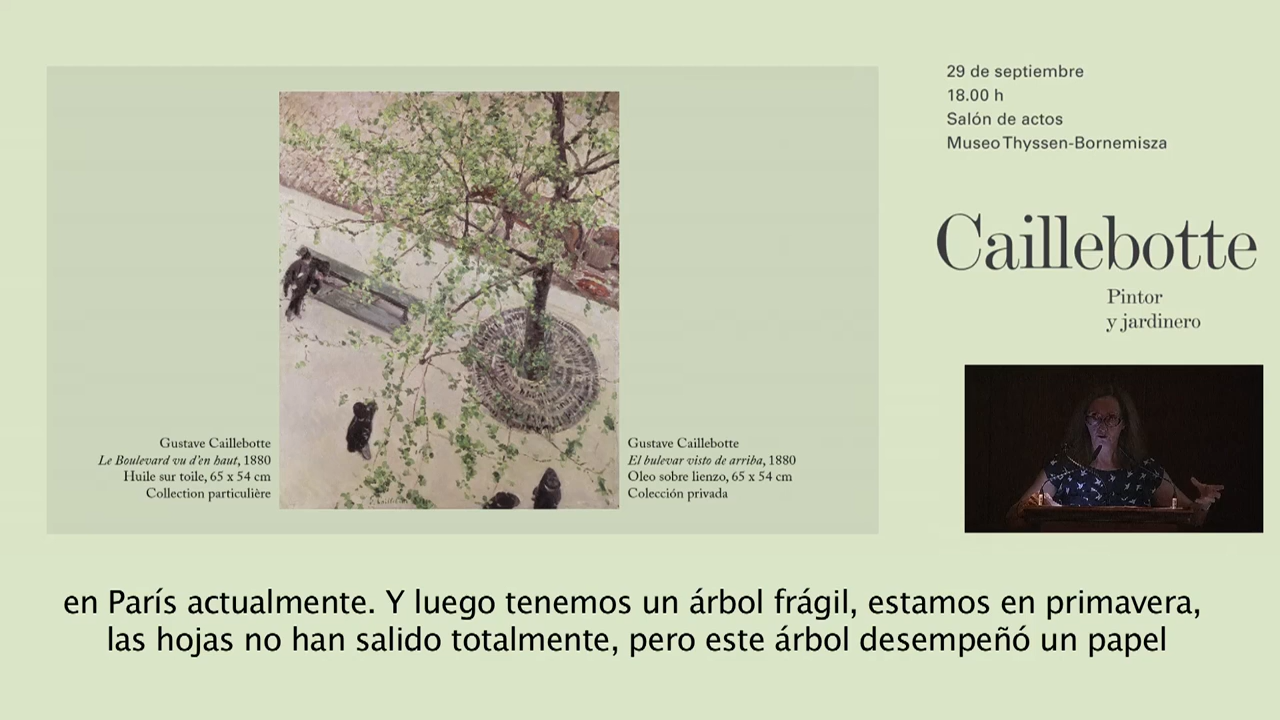 29 de septiembre
18.00 h
Salón de actos
Museo Thyssen-Bornemisza
Caillebotte
Pintor
y jardinero
Gustave Caillebotte
Le Boulevard vu d'en haut, 1880
Huile sur toile, 65 x 54 cm
Collection particulière
Gustave Caillebotte
El bulevar visto de arriba, 1880
Oleo sobre lienzo, 65 x 54 cm
Colección privada
en París actualmente. Y luego tenemos un árbol frágil, estamos en primavera,
las hojas no han salido totalmente, pero este árbol desempeñó un papel